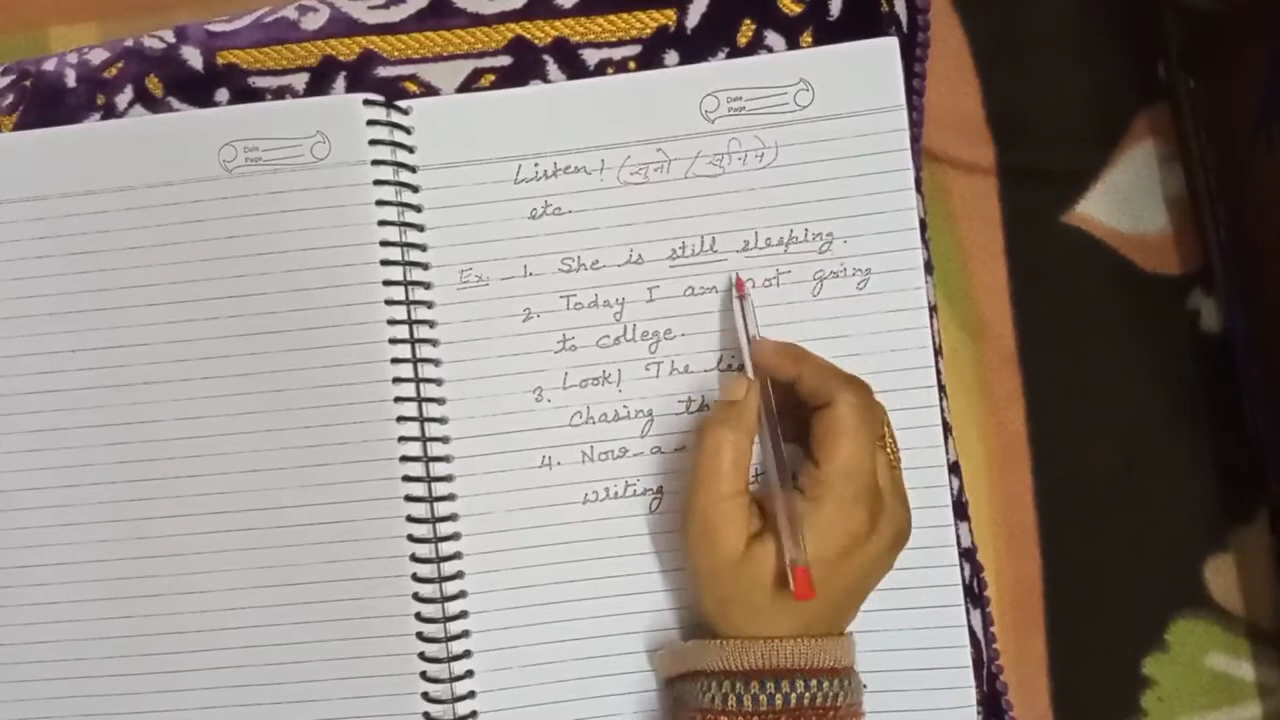 Date
Page
Date
Page
Listen! (सुनो / सुनिये)
etc.
Ex. - 1. She is still sleeping.
2. Today I am not going
to college.
3. Look! The
chasing
4. Now-a-
writing